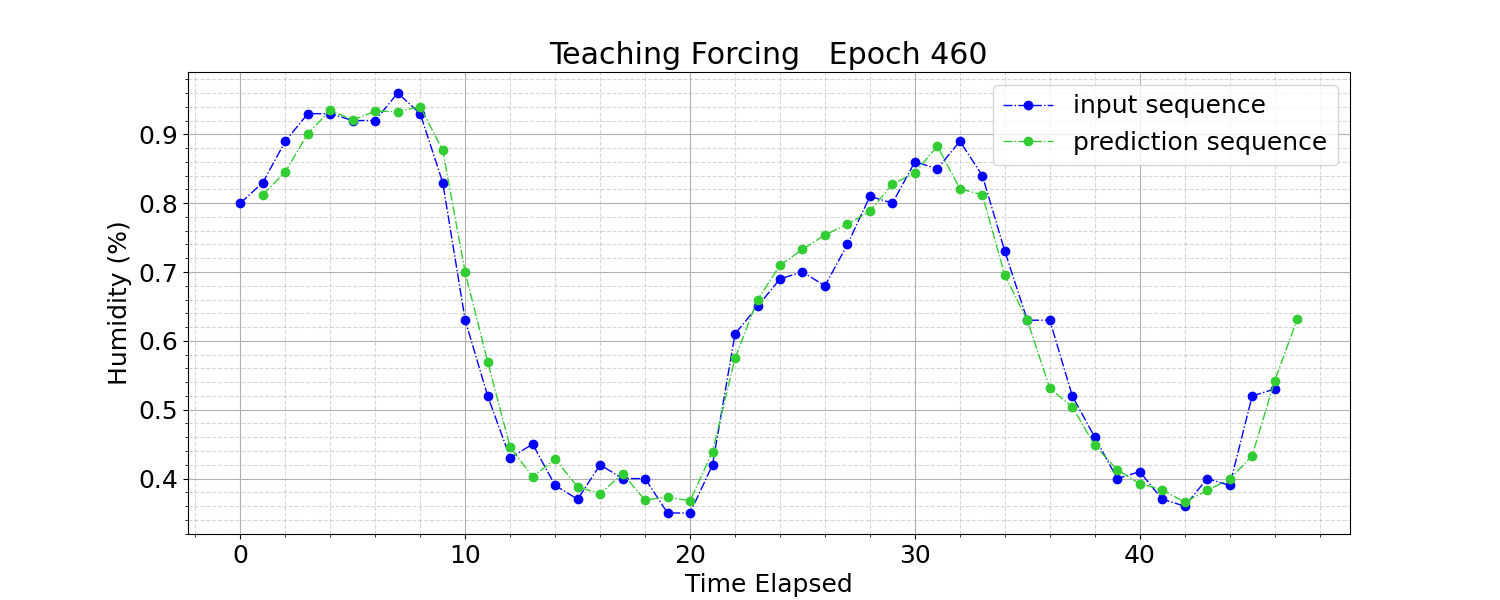 Teaching Forcing   Epoch 460
input sequence
prediction sequence
Humidity (%)
0.9
0.8
0.7
0.6
0.5
0.4
0 10 20 30 40
Time Elapsed